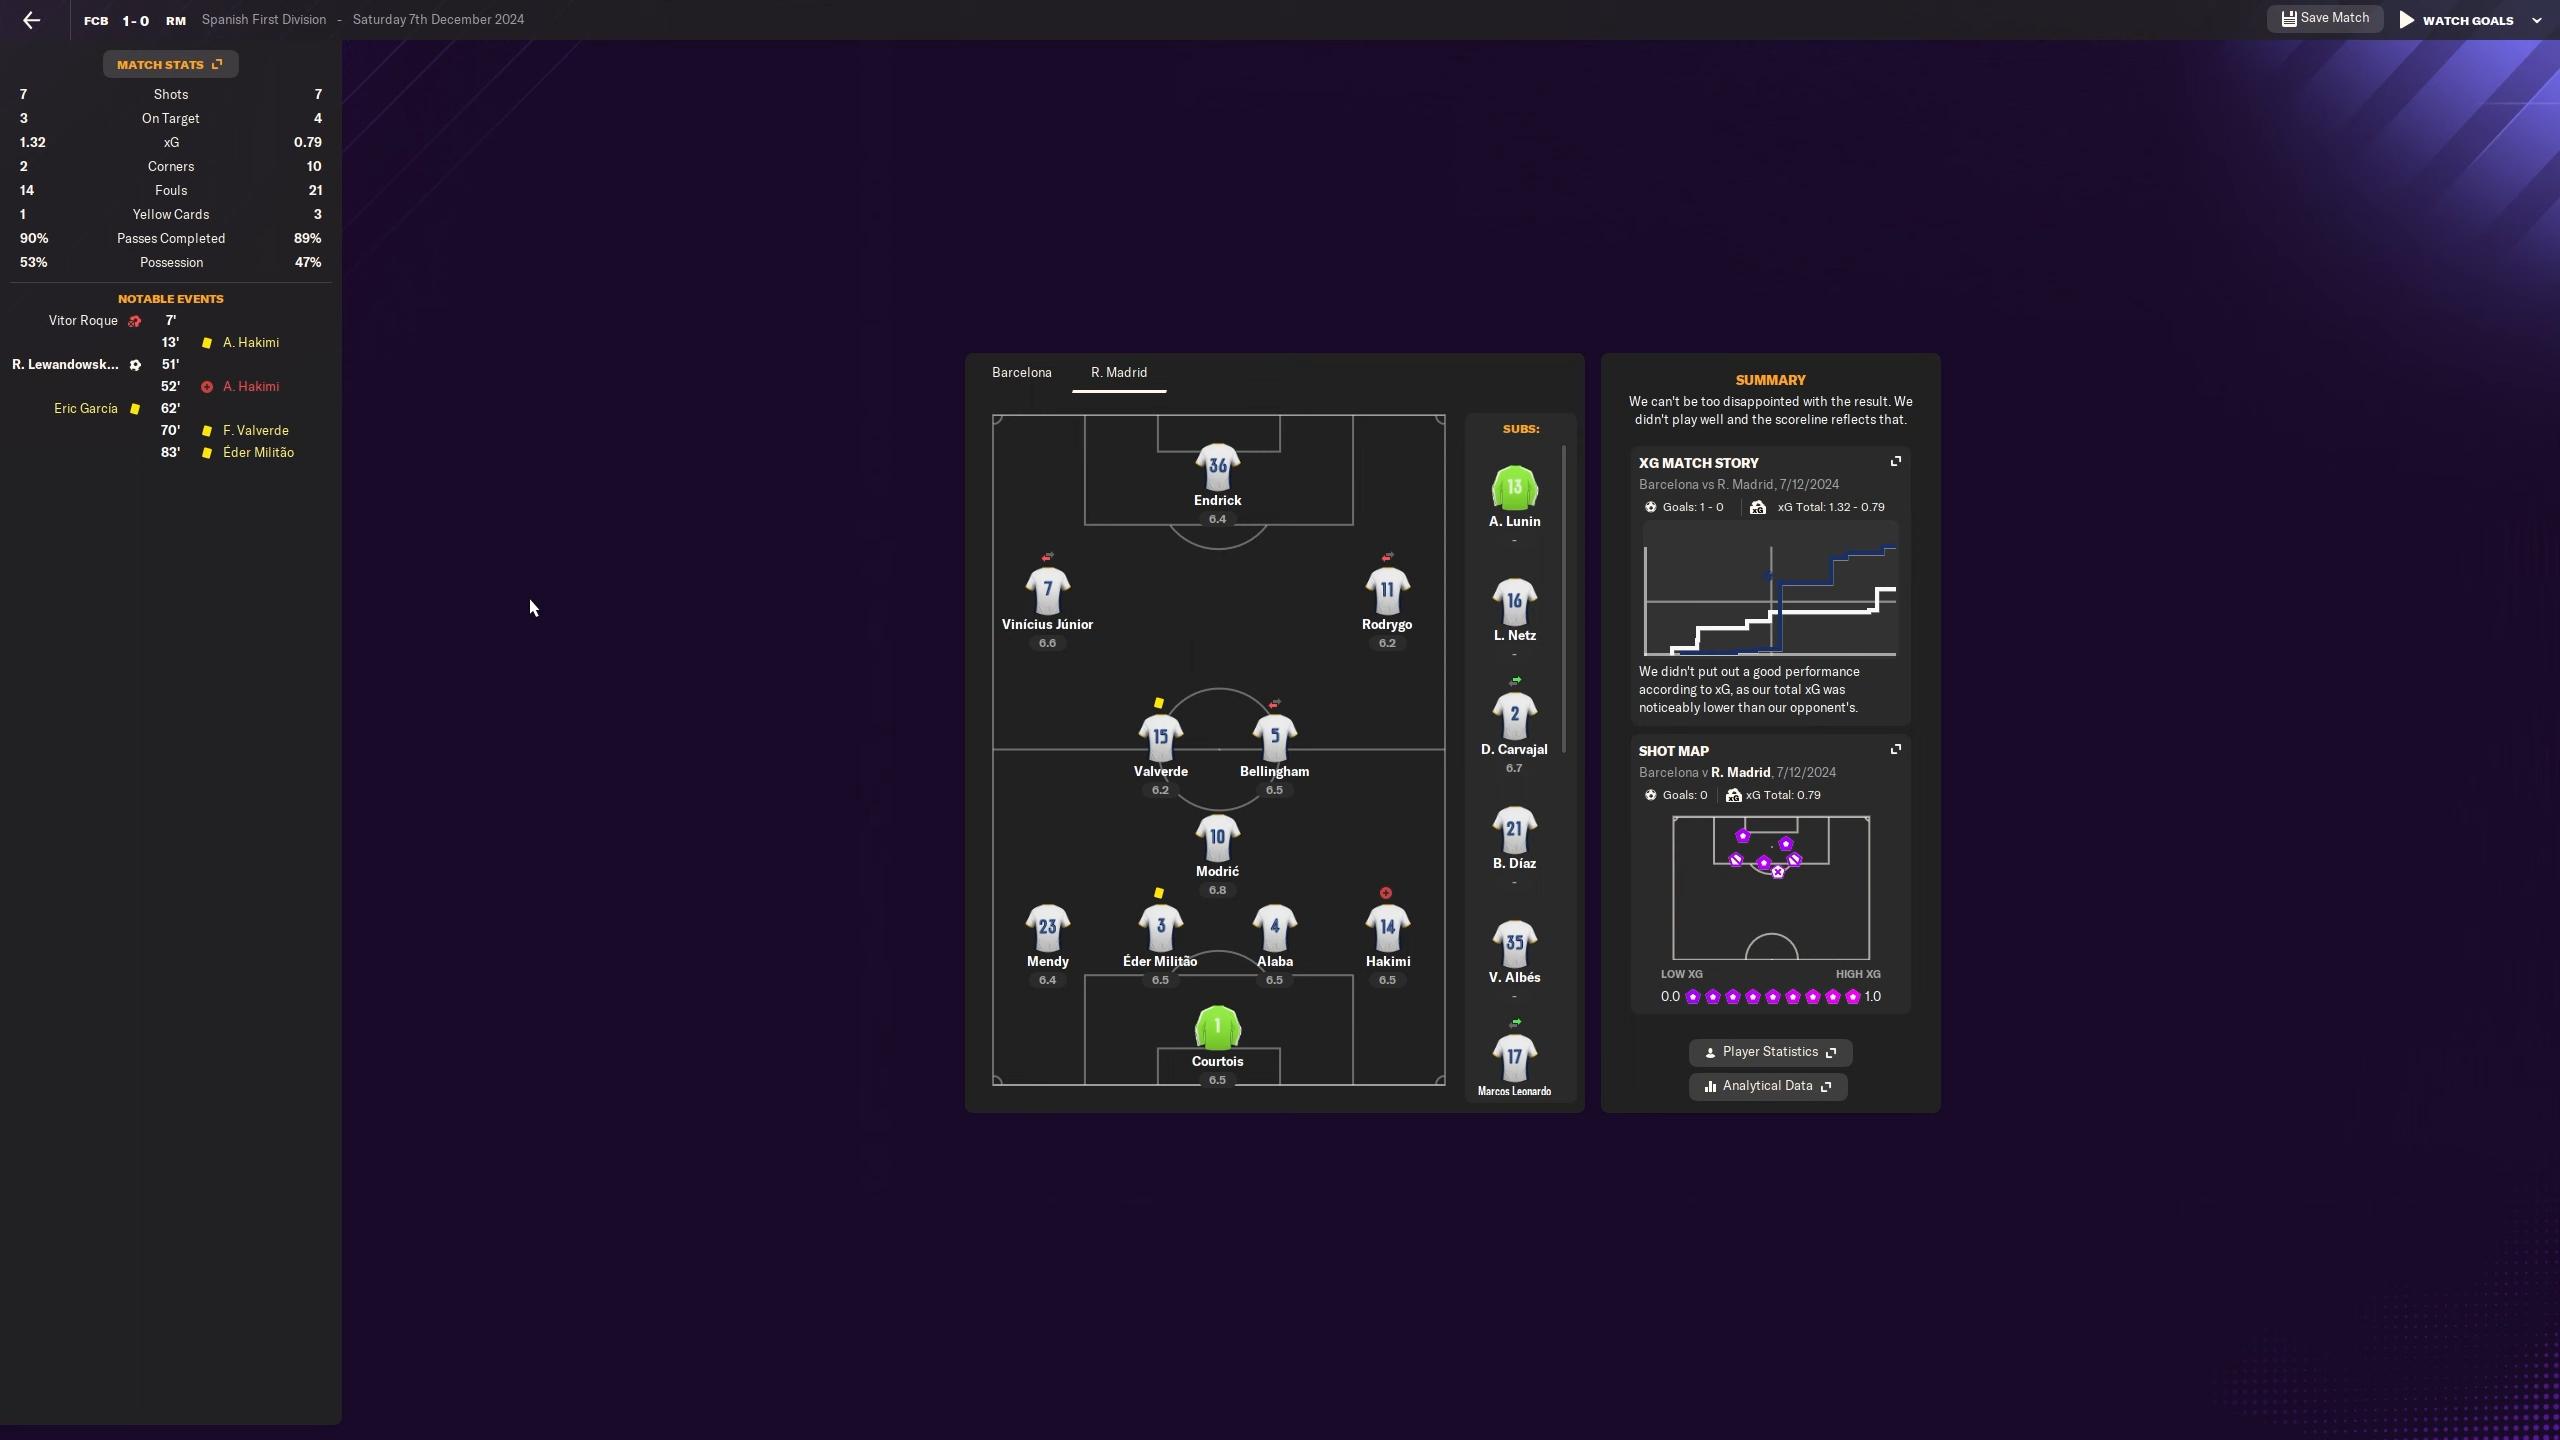 FCB 1 - 0 RM Spanish First Division - Saturday 7th December 2024
Save Match
WATCH GOALS
MATCH STATS
7 Shots 7
3 On Target 4
1.32 xG 0.79
2 Corners 10
14 Fouls 21
1 Yellow Cards 3
90% Passes Completed 89%
53% Possession 47%
NOTABLE EVENTS
Vitor Roque 7'
13' A. Hakimi
R. Lewandowsk... 51'
52' A. Hakimi
Eric García 62'
70' F. Valverde
83' Éder Militão
Barcelona R. Madrid
36
Endrick
6.4
7 11
Vinícius Júnior Rodrygo
6.6 6.2
15 5
Valverde Bellingham
6.2 6.5
10
Modrić
6.8
23 3 4 14
Mendy Éder Militão Alaba Hakimi
6.4 6.5 6.5 6.5
1
Courtois
6.5
SUBS:
13
A. Lunin
-
16
L. Netz
-
2
D. Carvajal
6.7
21
B. Díaz
-
35
V. Albés
-
17
Marcos Leonardo
SUMMARY
We can't be too disappointed with the result. We
didn't play well and the scoreline reflects that.
XG MATCH STORY
Barcelona vs R. Madrid, 7/12/2024
Goals: 1 - 0 xG xG Total: 1.32 - 0.79
We didn't put out a good performance
according to xG, as our total xG was
noticeably lower than our opponent's.
SHOT MAP
Barcelona v R. Madrid, 7/12/2024
Goals: 0 xG xG Total: 0.79
LOW XG HIGH XG
0.0 1.0
Player Statistics
Analytical Data